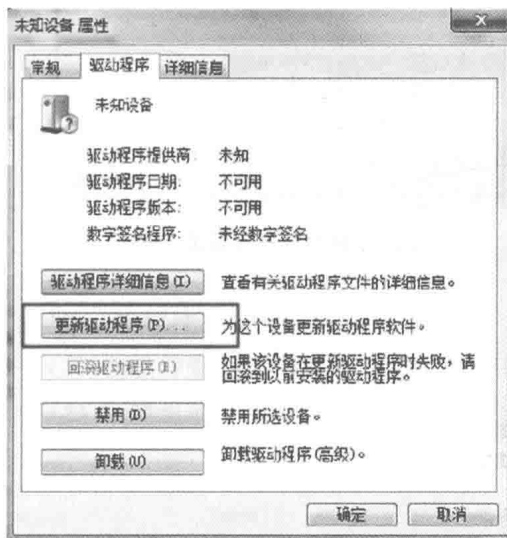 未知设备 属性
常规 驱动程序 详细信息
未知设备
驱动程序提供商: 未知
驱动程序日期: 不可用
驱动程序版本: 不可用
数字签名程序: 未经数字签名
驱动程序详细信息(I) 查看有关驱动程序文件的详细信息。
更新驱动程序(P)... 为这个设备更新驱动程序软件。
回滚驱动程序(R) 如果该设备在更新驱动程序时失败，请
回滚到以前安装的驱动程序。
禁用(D) 禁用所选设备。
卸载(U) 卸载驱动程序(高级)。
确定 取消